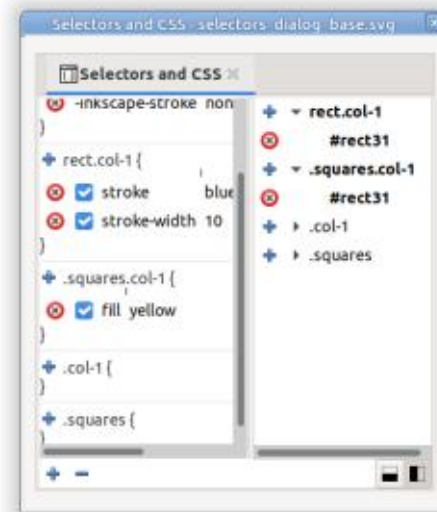 Selectors and CSS - selectors_dialog_base.svg
Selectors and CSS
-inkscape-stroke non
}
rect.col-1 {
stroke blue
stroke-width 10
}
.squares.col-1 {
fill yellow
}
.col-1 {
}
.squares {
}
rect.col-1
#rect31
.squares.col-1
#rect31
.col-1
.squares